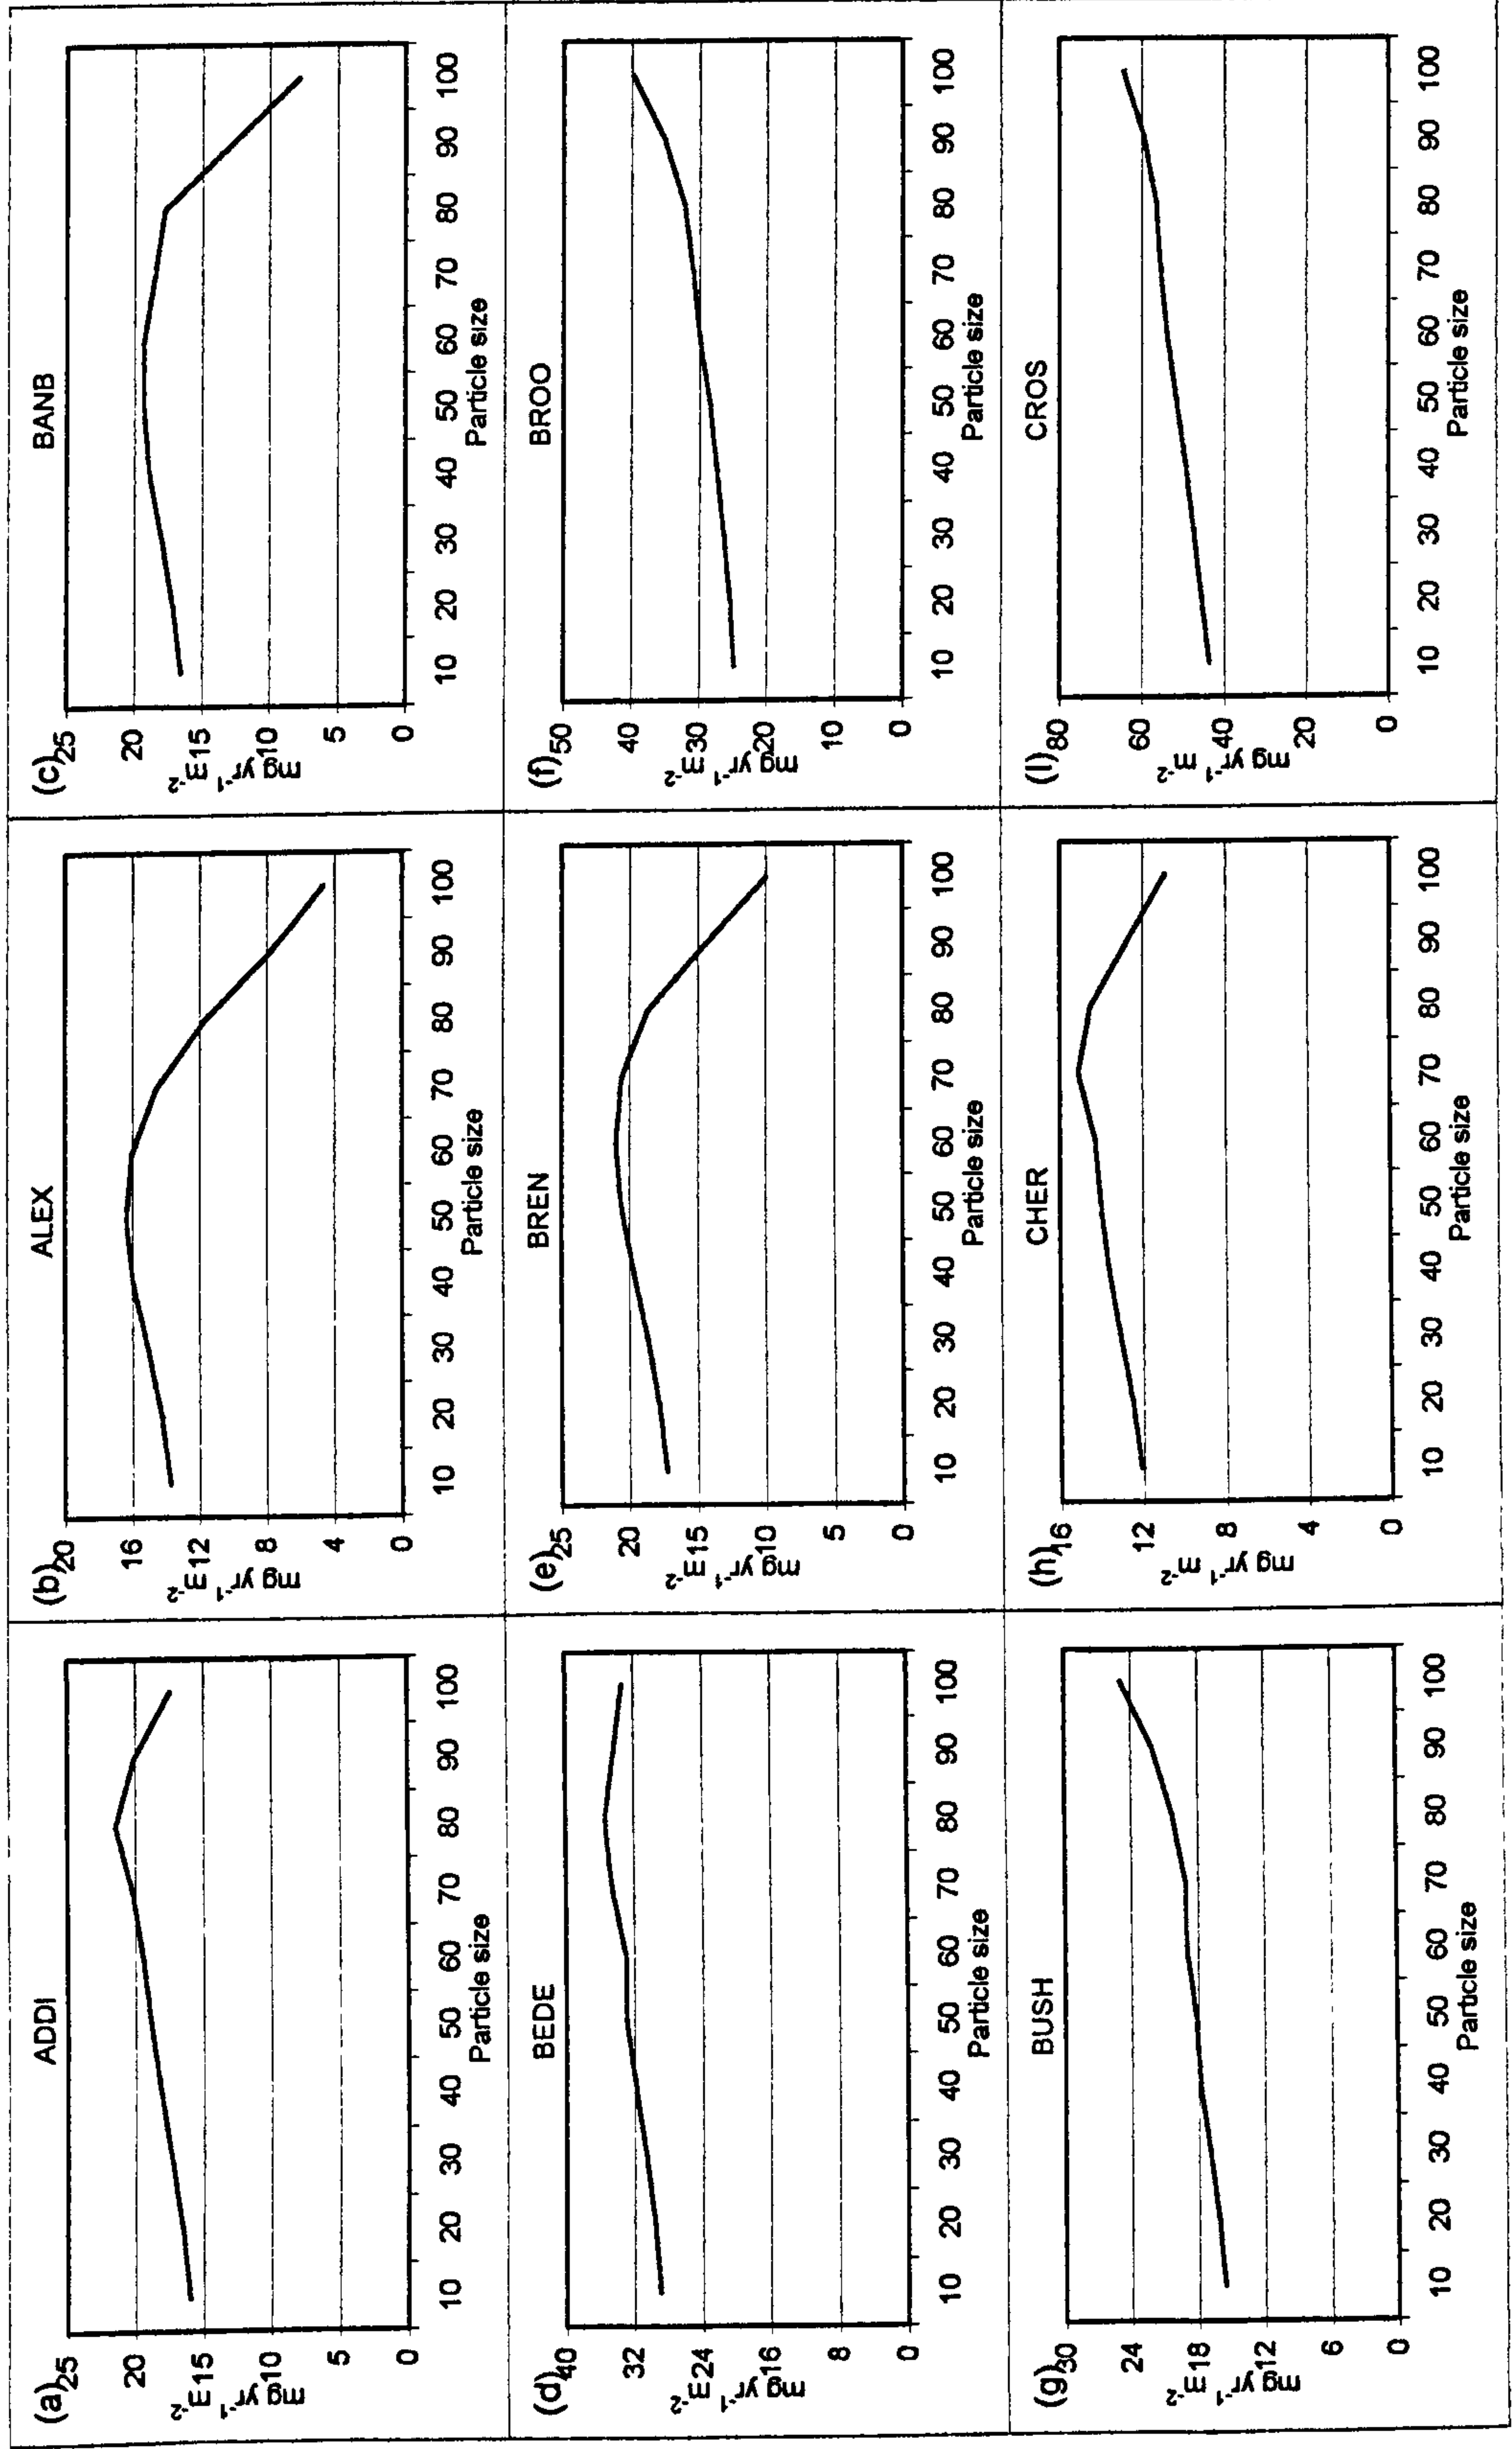 (a)
ADDI
25
20
15
10
5
0
mg yr-1 m-2
10 20 30 40 50 60 70 80 90 100
Particle size
(b)
ALEX
20
16
12
8
4
0
mg yr-1 m-2
10 20 30 40 50 60 70 80 90 100
Particle size
(c)
BANB
25
20
15
10
5
0
mg yr-1 m-2
10 20 30 40 50 60 70 80 90 100
Particle size
(d)
BEDE
40
32
24
16
8
0
mg yr-1 m-2
10 20 30 40 50 60 70 80 90 100
Particle size
(e)
BREN
25
20
15
10
5
0
mg yr-1 m-2
10 20 30 40 50 60 70 80 90 100
Particle size
(f)
BROO
50
40
30
20
10
0
mg yr-1 m-2
10 20 30 40 50 60 70 80 90 100
Particle size
(g)
BUSH
30
24
18
12
6
0
mg yr-1 m-2
10 20 30 40 50 60 70 80 90 100
Particle size
(h)
CHER
16
12
8
4
0
mg yr-1 m-2
10 20 30 40 50 60 70 80 90 100
Particle size
(I)
CROS
80
60
40
20
0
mg yr-1 m-2
10 20 30 40 50 60 70 80 90 100
Particle size